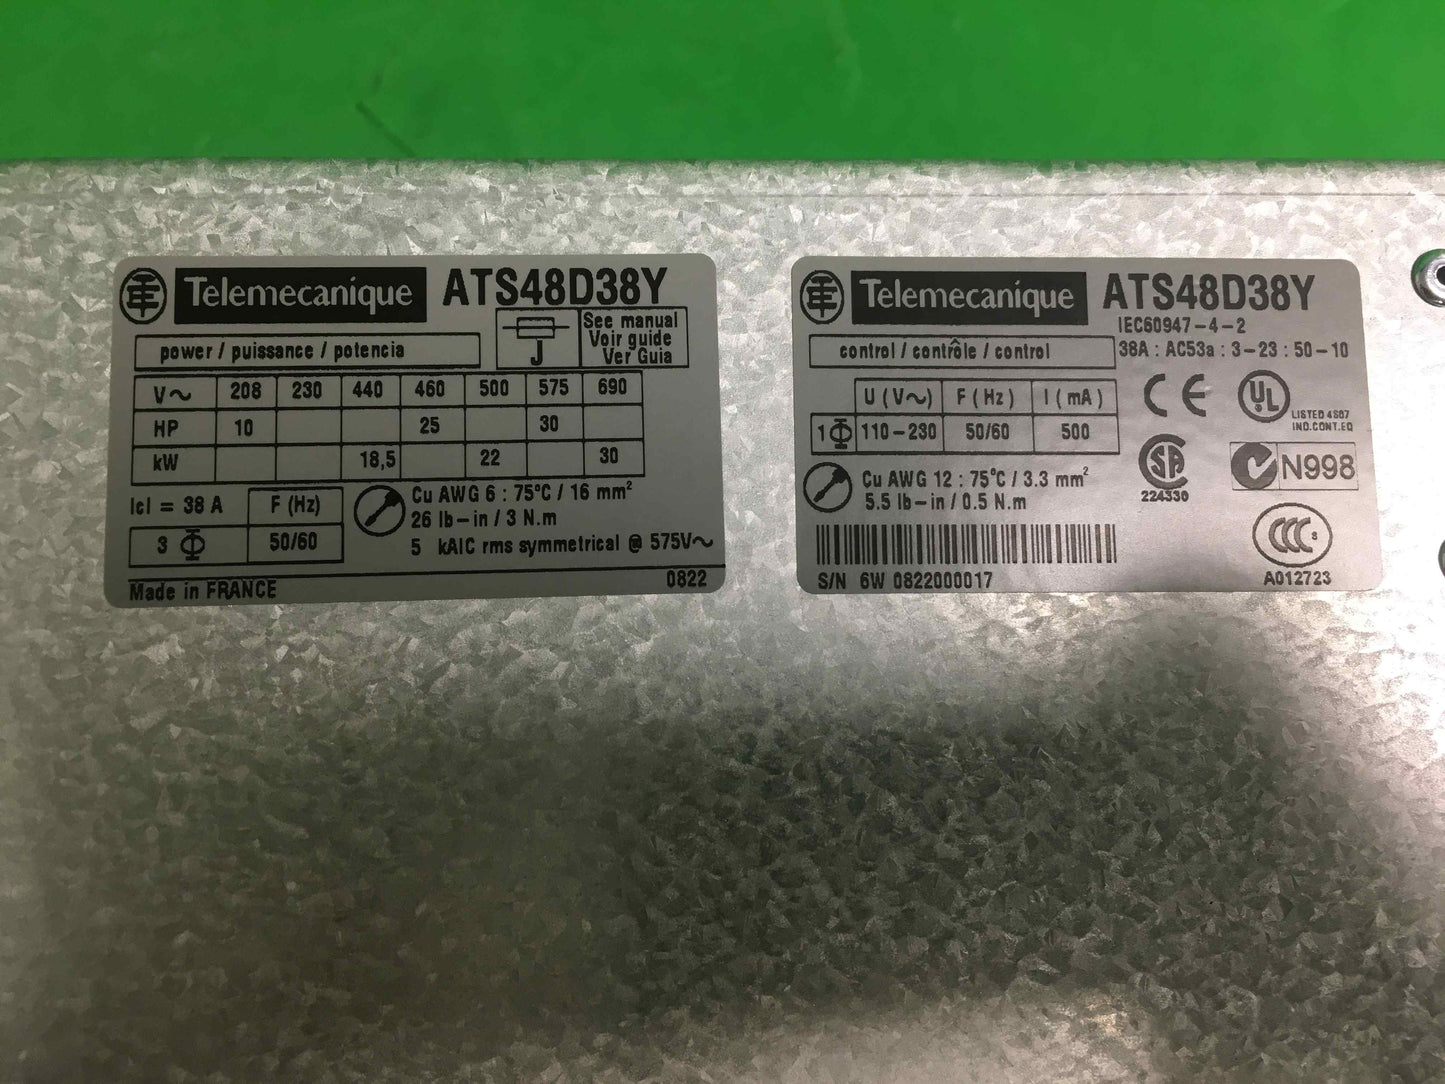 Telemecanique ATS48D38Y
power / puissance / potencia
J
See manual
Voir guide
Ver Guia
V~ 208 230 440 460 500 575 690
HP 10 25 30
kW 18,5 22 30
Icl = 38 A F (Hz)
3 Φ 50/60
Cu AWG 6 : 75°C / 16 mm²
26 lb-in / 3 N.m
5 kAIC rms symmetrical @ 575V~
Made in FRANCE 0822
Telemecanique ATS48D38Y
IEC60947-4-2
control / contrôle / control
38A : AC53a : 3-23 : 50-10
U (V~) F (Hz) I (mA)
1 Φ 110-230 50/60 500
Cu AWG 12 : 75°C / 3.3 mm²
5.5 lb-in / 0.5 N.m
S/N 6W 0822000017
CE
UL
LISTED 4S07
IND.CONT.EQ
SA
224330
N998
CCC S
A012723